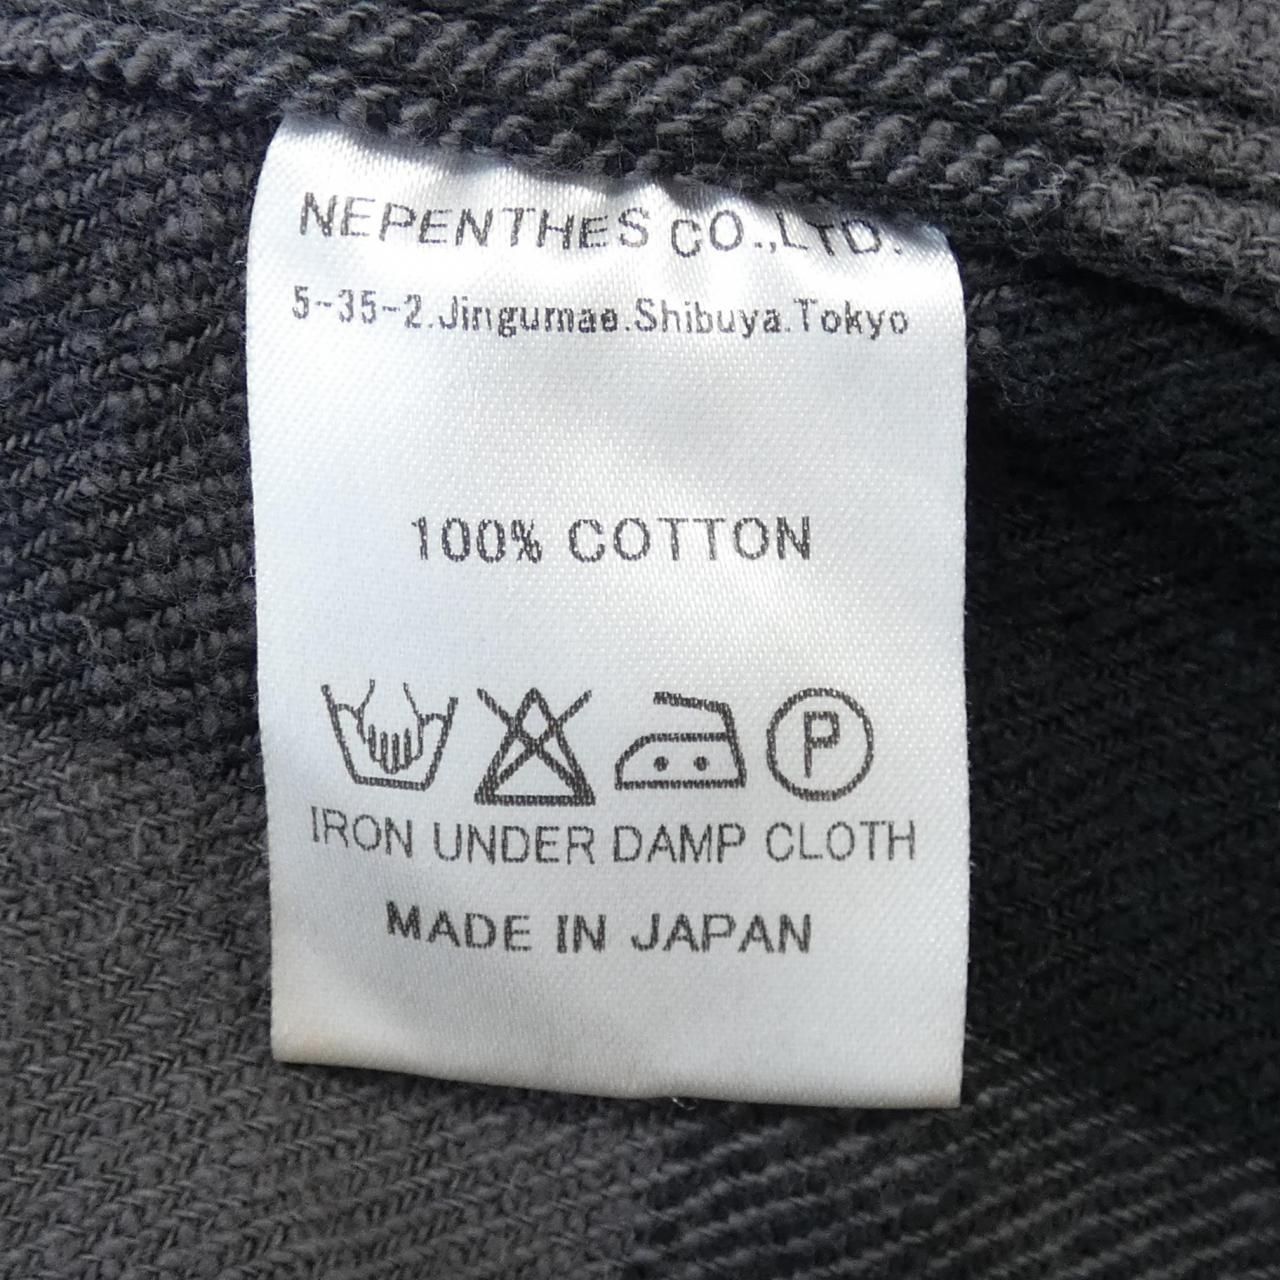 NEPENTHES CO.,LTD.
5-35-2.Jingumae.Shibuya.Tokyo
100% COTTON
P
IRON UNDER DAMP CLOTH
MADE IN JAPAN